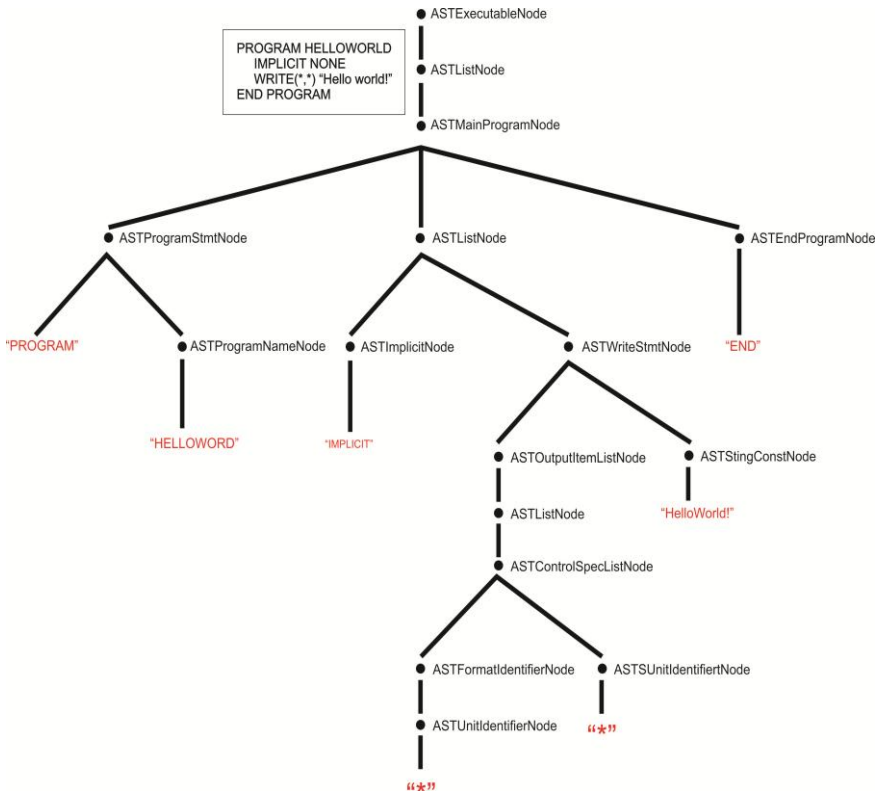 ASTExecutableNode
PROGRAM HELLOWORLD
IMPLICIT NONE
WRITE(*,*) “Hello world!”
END PROGRAM
ASTListNode
ASTMainProgramNode
ASTProgramStmtNode
ASTListNode
ASTEndProgramNode
“PROGRAM”
ASTProgramNameNode
ASTImplicitNode
ASTWriteStmtNode
“END”
“HELLOWORD”
“IMPLICIT”
ASTOutputItemListNode
ASTStingConstNode
ASTListNode
“HelloWorld!”
ASTControlSpecListNode
ASTFormatIdentifierNode
ASTSUnitIdentifiertNode
ASTUnitIdentifierNode
“*”
“*”